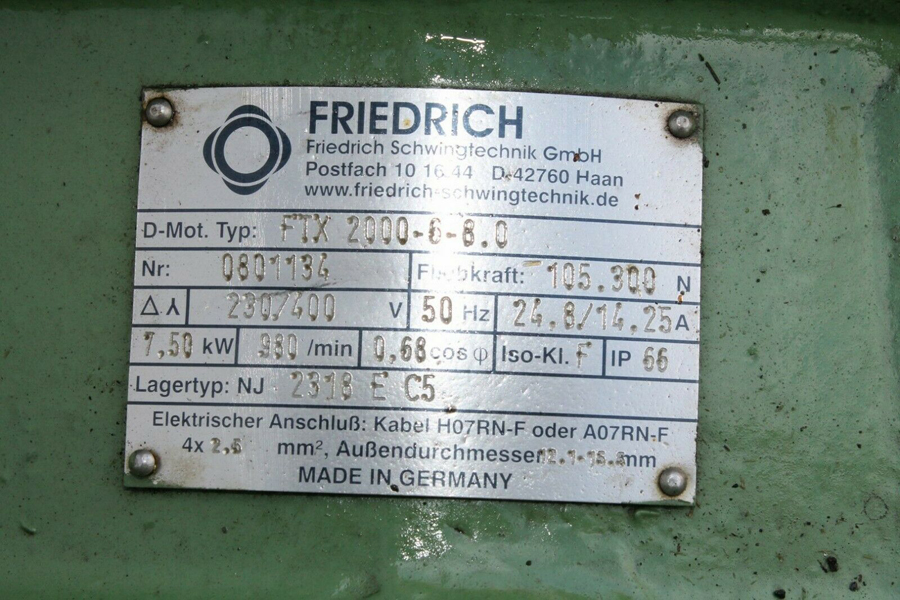 FRIEDRICH
Friedrich Schwingtechnik GmbH
Postfach 10 16 44 D-42760 Haan
www.friedrich-schwingtechnik.de
D-Mot. Typ: FTX 2000-6-8.0
Nr: 0801134 Fliehkraft: 105.300 N
Δ⅄ 230/400 V 50 Hz 24,8/14,25A
7,50 kW 980 /min 0,68cos φ Iso-Kl. F IP 66
Lagertyp: NJ 2318 E C5
Elektrischer Anschluß: Kabel H07RN-F oder A07RN-F
4x 2,5 mm², Außendurchmesser mm
MADE IN GERMANY